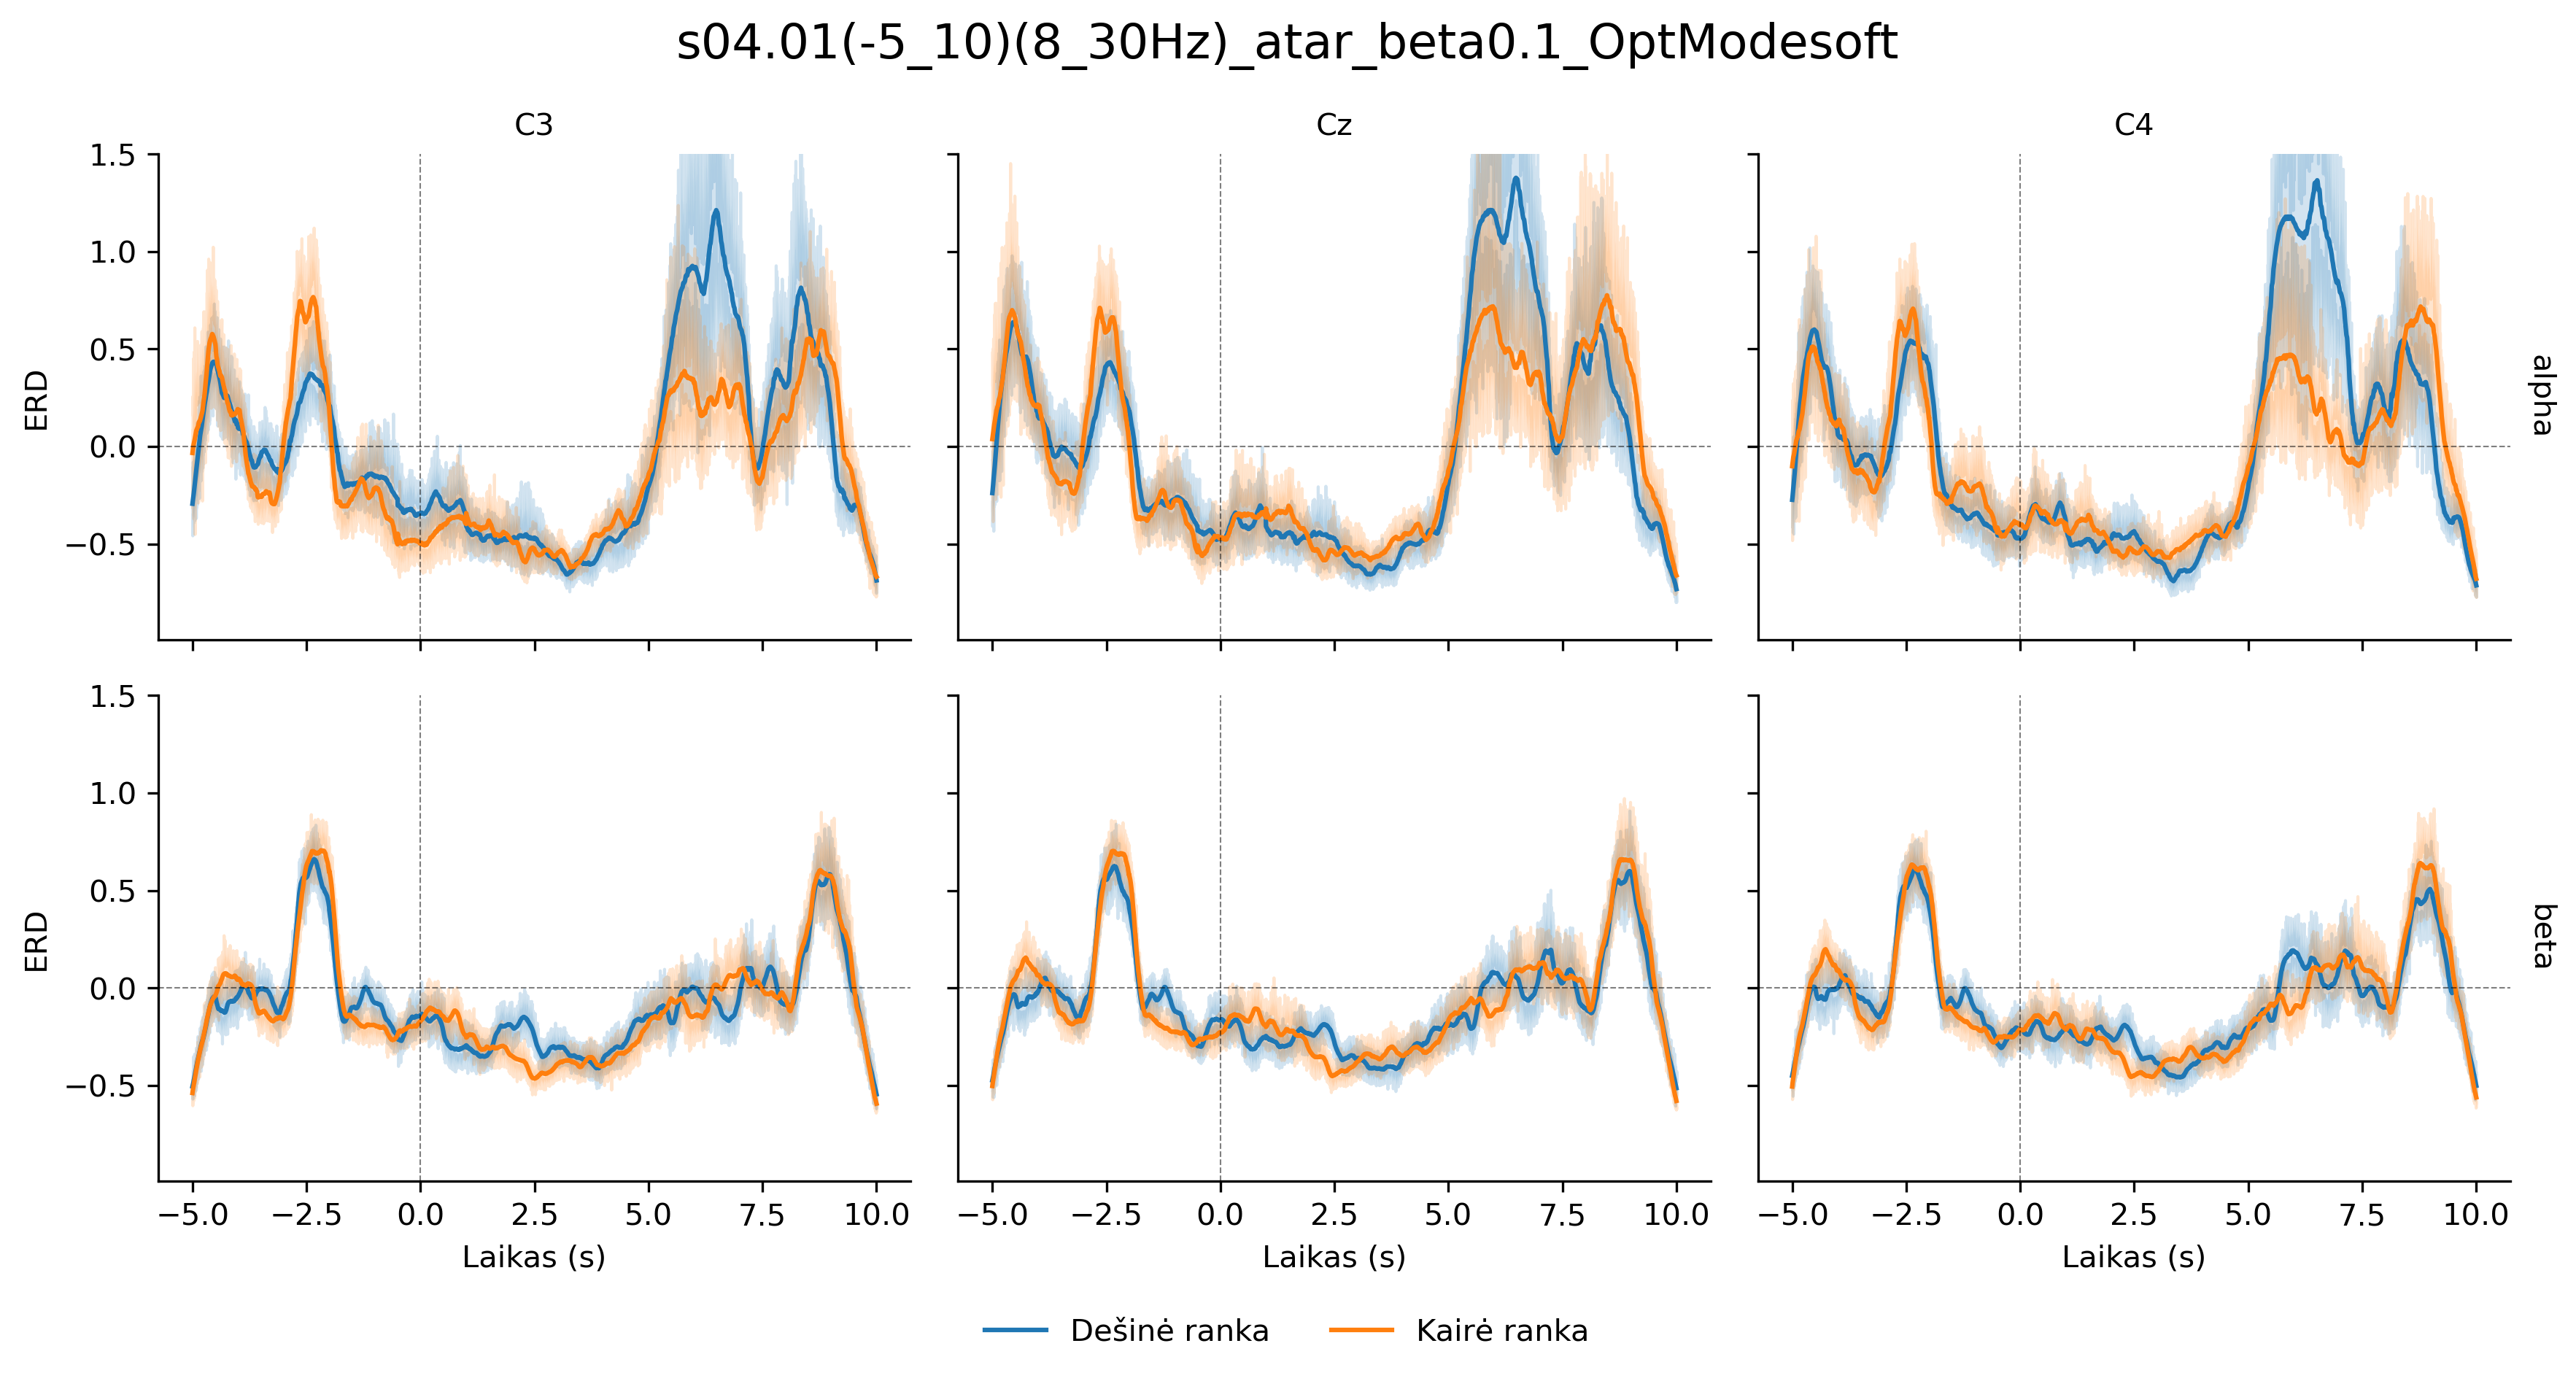 s04.01(-5_10)(8_30Hz)_atar_beta0.1_OptModesoft
C3 Cz C4
1.5
1.0
0.5
0.0
−0.5
ERD
alpha
1.5
1.0
0.5
0.0
−0.5
ERD
beta
−5.0 −2.5 0.0 2.5 5.0 7.5 10.0 −5.0 −2.5 0.0 2.5 5.0 7.5 10.0 −5.0 −2.5 0.0 2.5 5.0 7.5 10.0
Laikas (s) Laikas (s) Laikas (s)
Dešinė ranka Kairė ranka